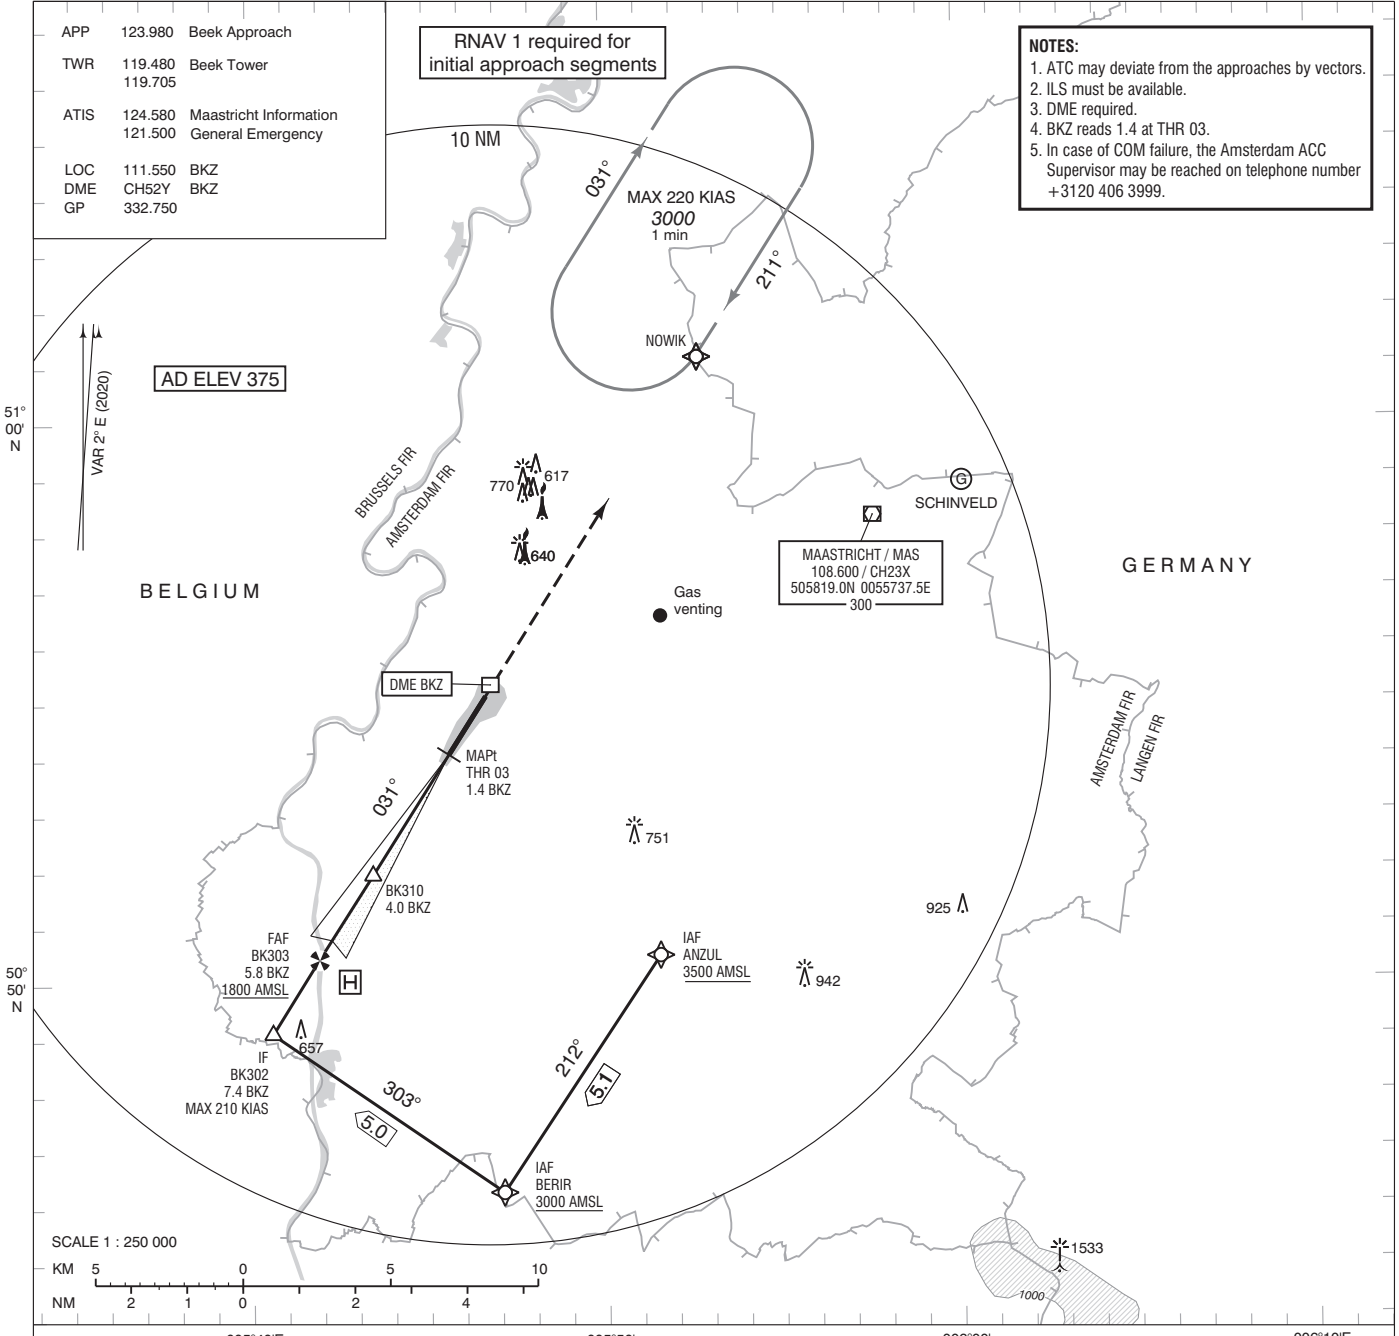 APP 123.980 Beek Approach
TWR 119.480 Beek Tower
119.705
ATIS 124.580 Maastricht Information
121.500 General Emergency
LOC 111.550 BKZ
DME CH52Y BKZ
GP 332.750
RNAV 1 required for
initial approach segments
NOTES:
1. ATC may deviate from the approaches by vectors.
2. ILS must be available.
3. DME required.
4. BKZ reads 1.4 at THR 03.
5. In case of COM failure, the Amsterdam ACC
Supervisor may be reached on telephone number
+3120 406 3999.
10 NM
031°
MAX 220 KIAS
3000
1 min
211°
NOWIK
VAR 2° E (2020)
AD ELEV 375
51°
00'
N
BRUSSELS FIR
AMSTERDAM FIR
770
617
640
G
SCHINVELD
MAASTRICHT / MAS
108.600 / CH23X
505819.0N 0055737.5E
300
BELGIUM
GERMANY
Gas
venting
DME BKZ
MAPt
THR 03
1.4 BKZ
031°
AMSTERDAM FIR
LANGEN FIR
751
BK310
4.0 BKZ
925
FAF
BK303
5.8 BKZ
1800 AMSL
H
IAF
ANZUL
3500 AMSL
942
50°
50'
N
657
IF
BK302
7.4 BKZ
MAX 210 KIAS
303°
5.0
212°
5.1
IAF
BERIR
3000 AMSL
1533
1000
SCALE 1 : 250 000
KM 5 0 5 10
NM 2 1 0 2 4